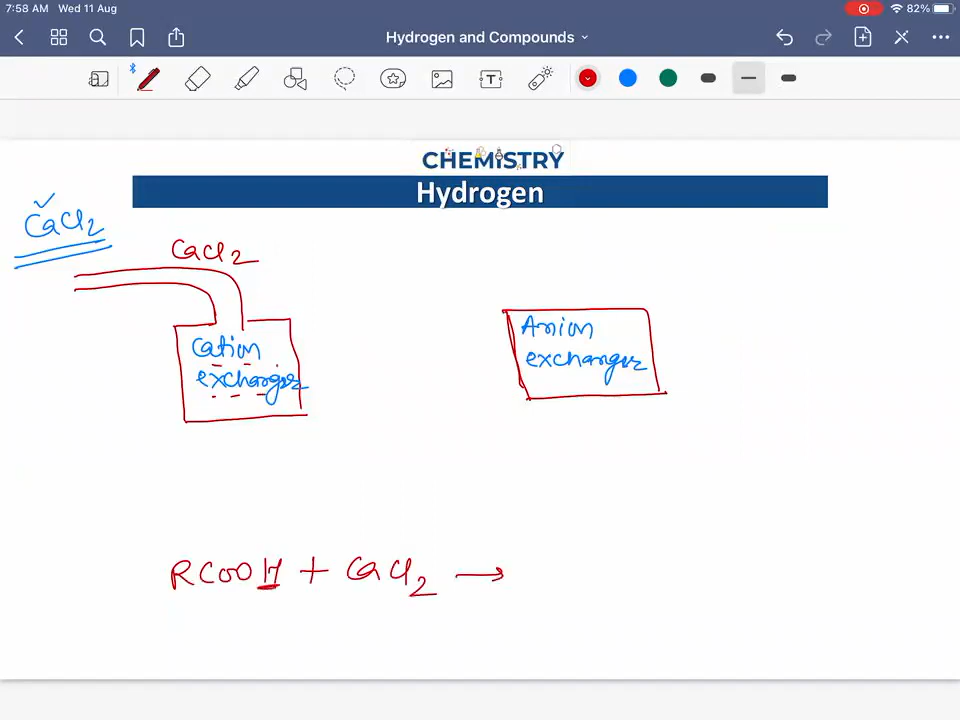 7:58 AM Wed 11 Aug
82%
Hydrogen and Compounds
T
CHEMISTRY
Hydrogen
CaCl2
CaCl2
Cation
exchanger
Anion
exchanger
RCOOH + CaCl2 →